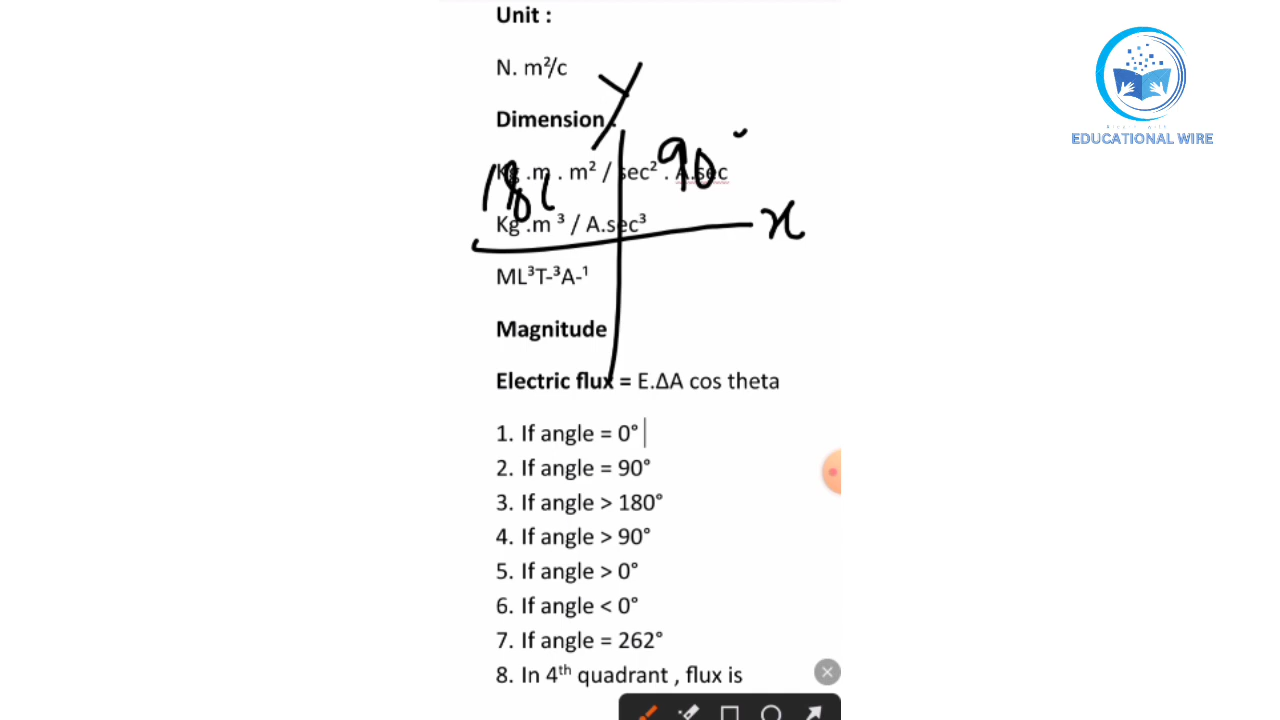 Unit :
N. m²/c
Dimension :
Y
Kg .m . m² / sec² . A.sec
90°
18
Kg .m ³ / A.sec³
x
ML³T-³A-¹
Magnitude
Electric flux = E.ΔA cos theta
1. If angle = 0°
2. If angle = 90°
3. If angle > 180°
4. If angle > 90°
5. If angle > 0°
6. If angle < 0°
7. If angle = 262°
8. In 4th quadrant , flux is
EDUCATIONAL WIRE